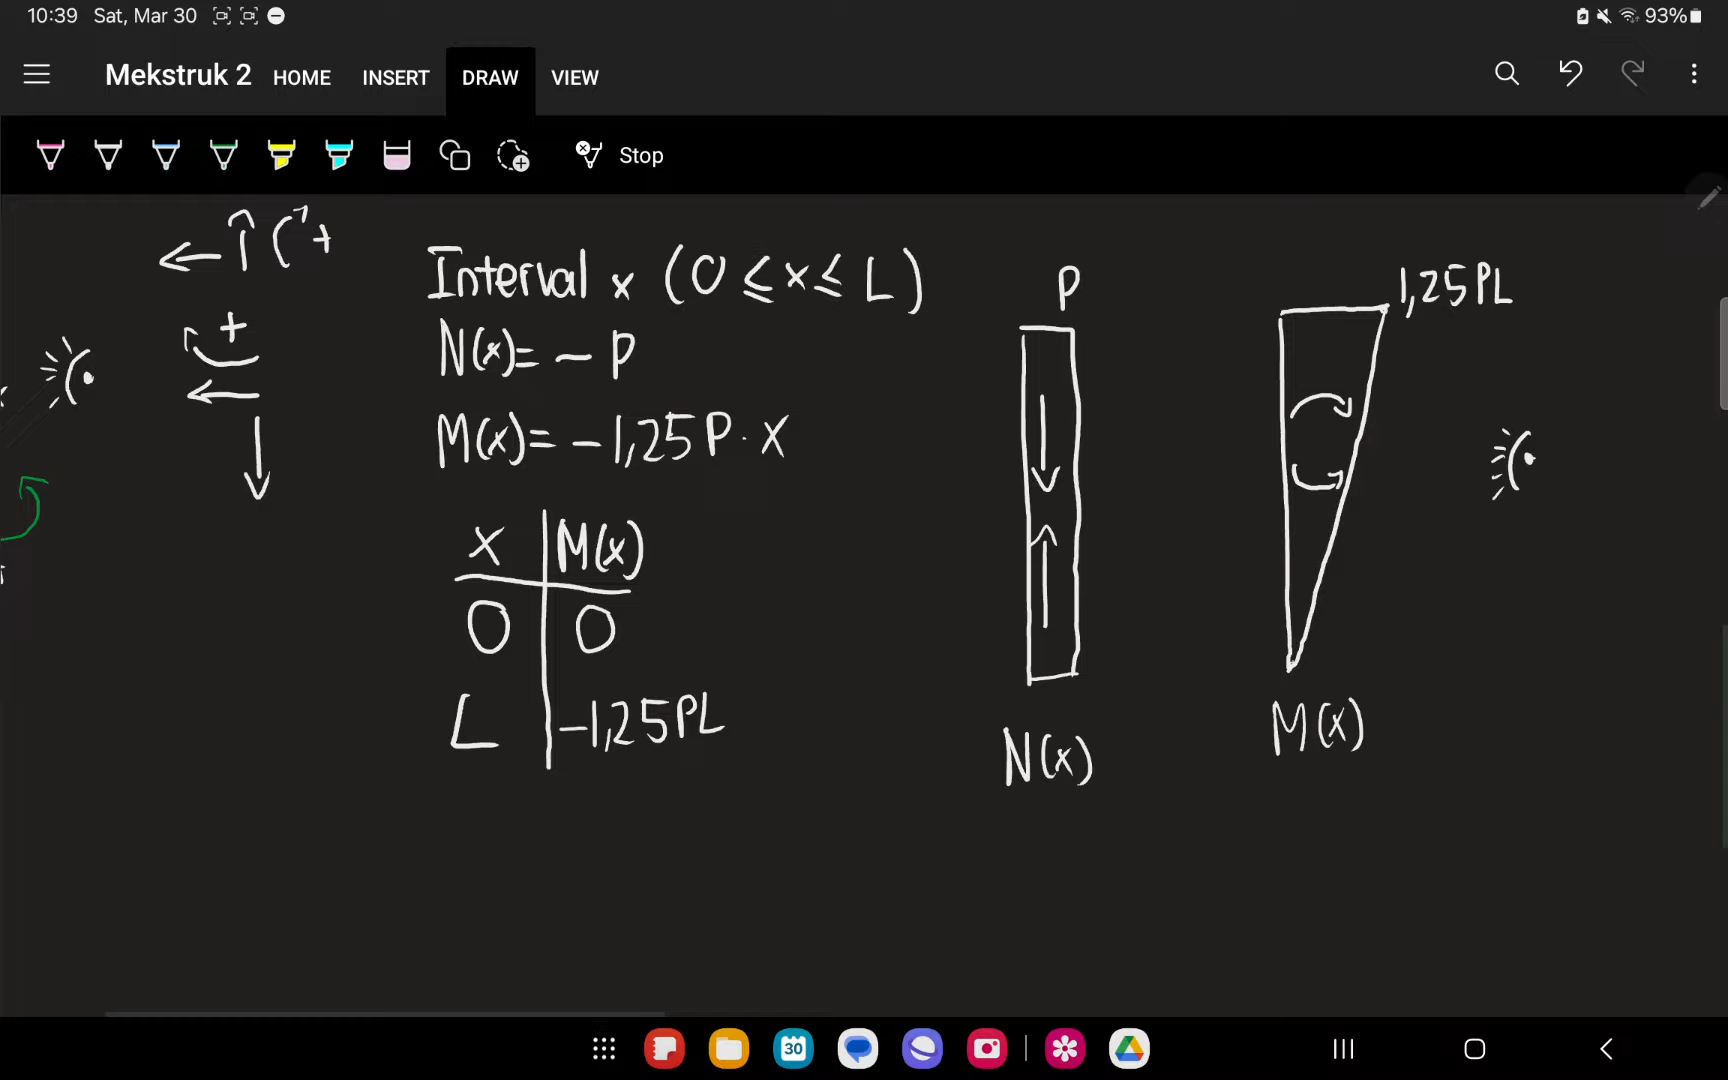 10:39 Sat, Mar 30
93%
Mekstruk 2 HOME INSERT DRAW VIEW
Stop
+
+
Interval x (0 ≤ x ≤ L)
N(x) = - P
M(x) = - 1,25 P · X
X M(x)
0 0
L -1,25PL
P
N(x)
1,25PL
M(x)
30